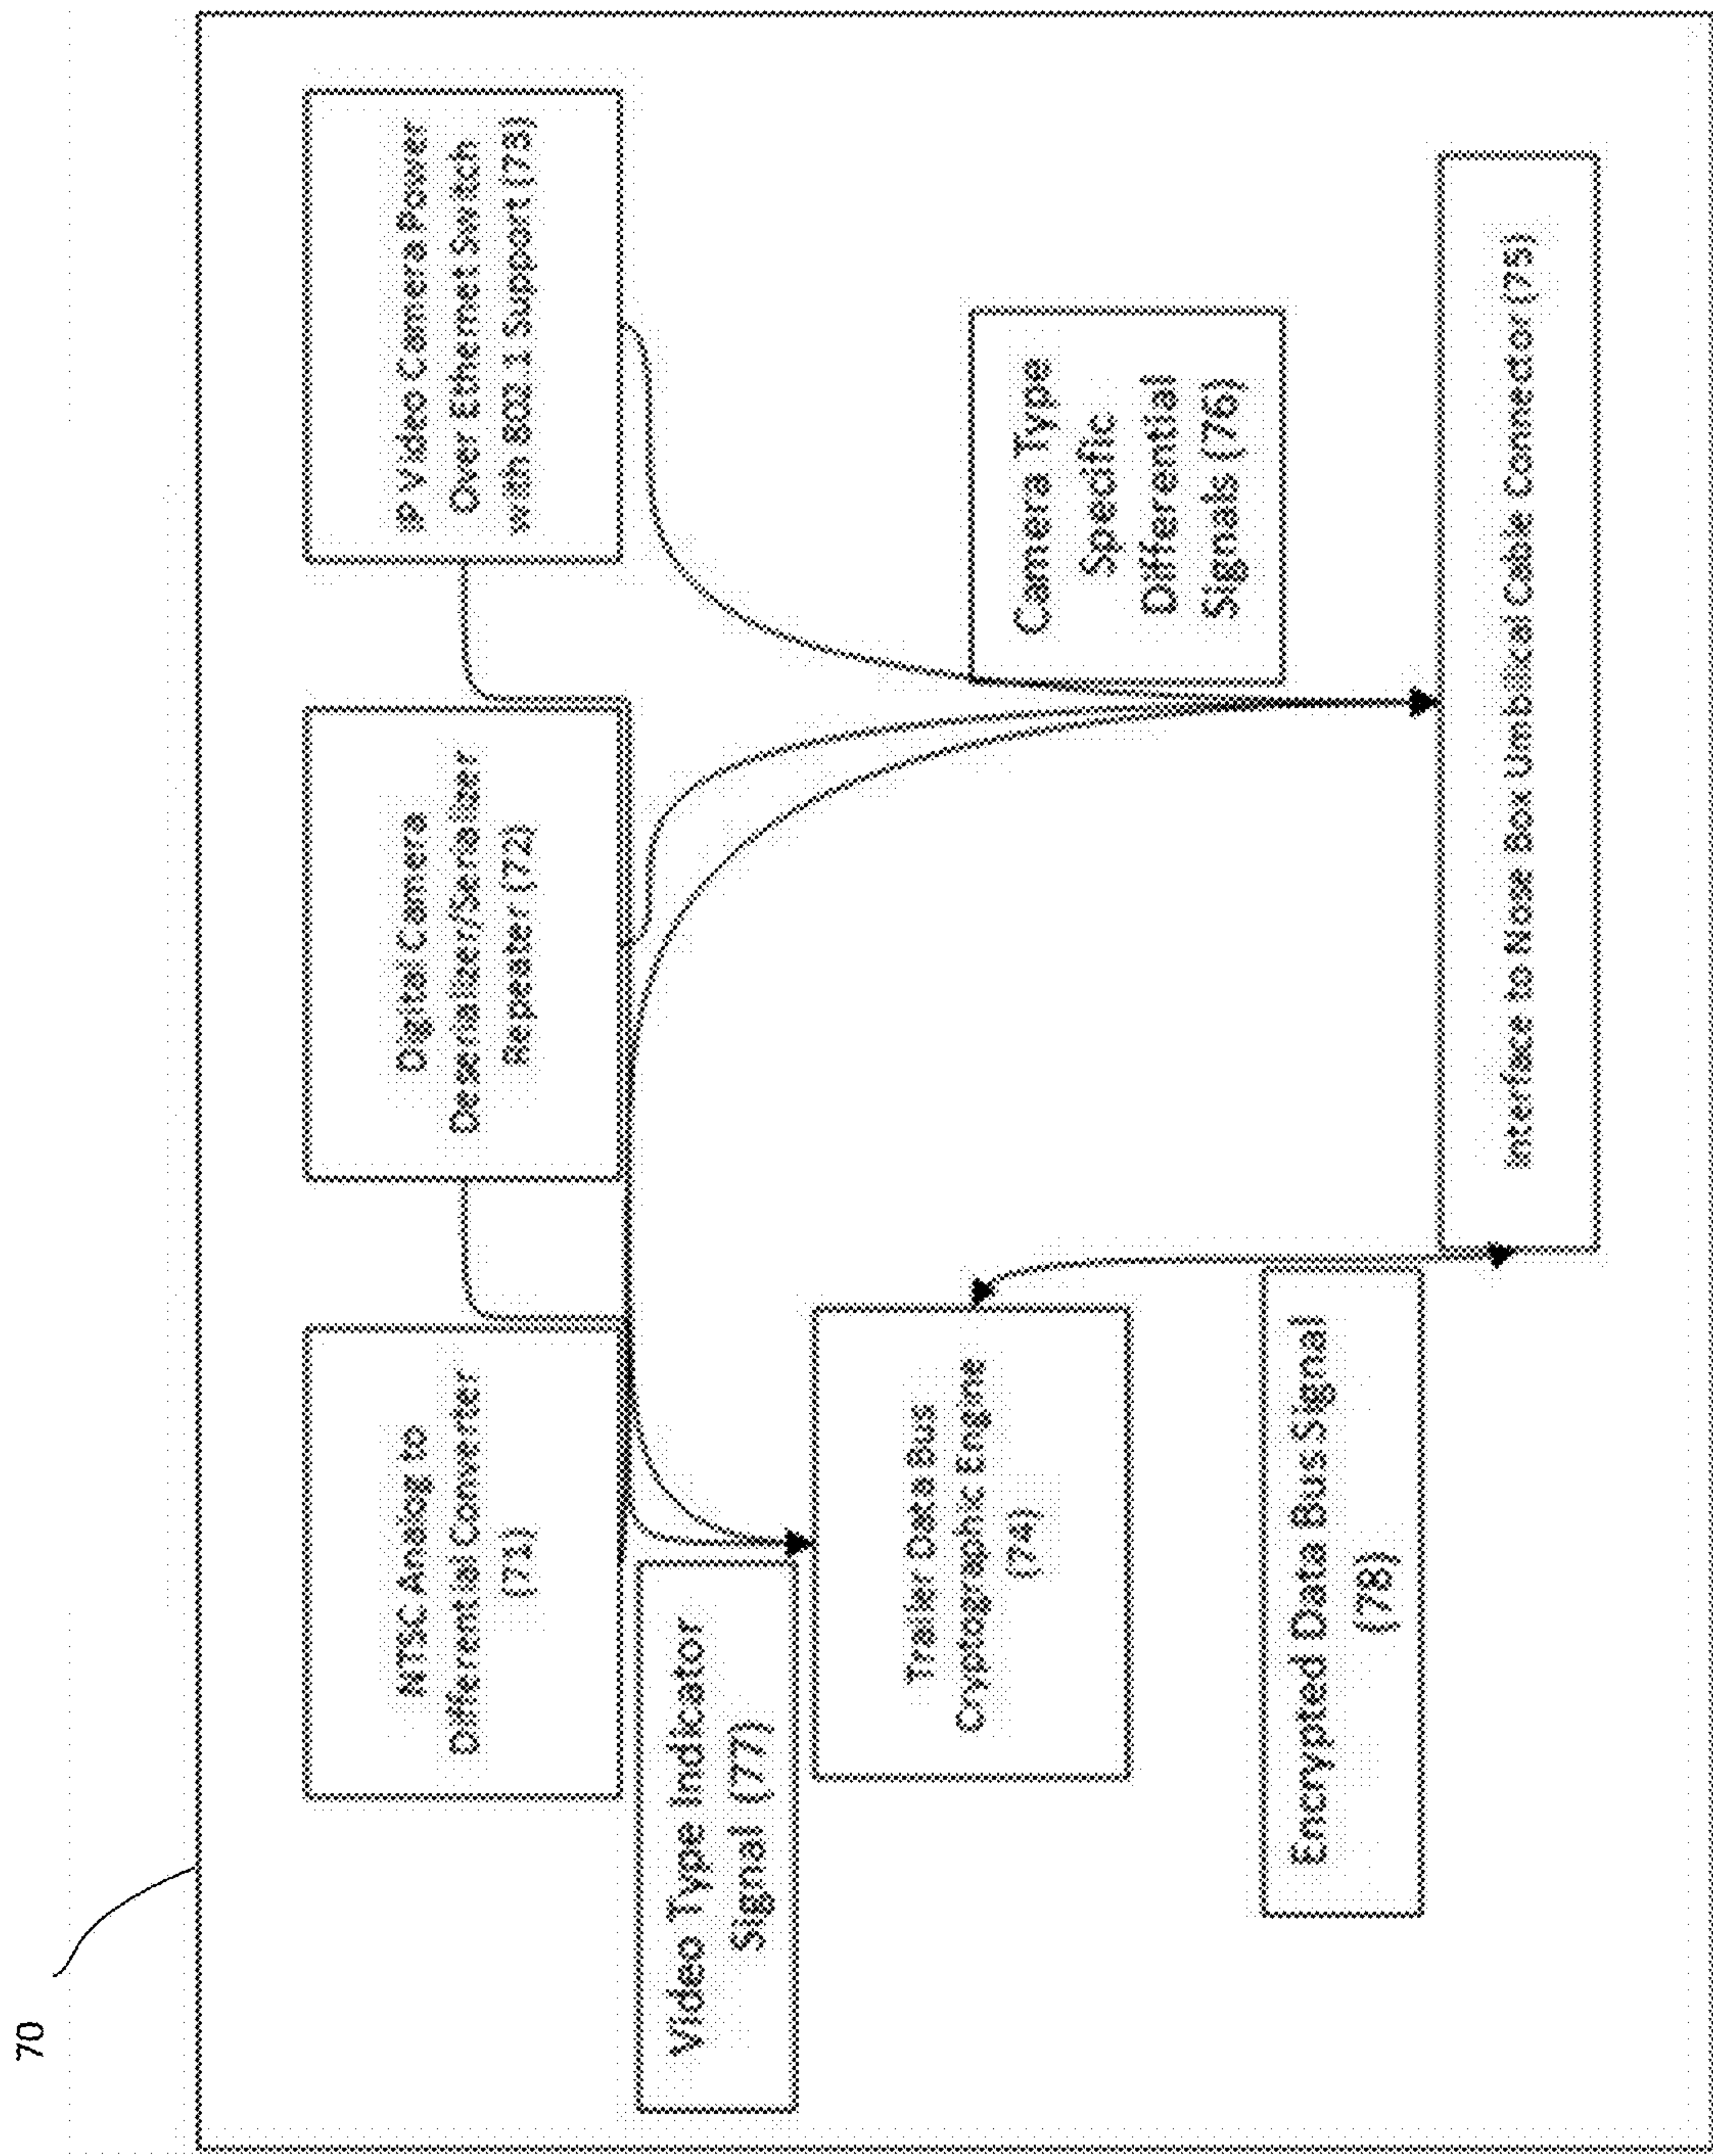 70
NTSC Analog to
Differential Converter
(71)
Digital Camera
Deserializer/Serializer
Repeater (72)
IP Video Camera Power
Over Ethernet Switch
with 802.1 Support (73)
Video Type Indicator
Signal (77)
Trailer Data Bus
Cryptographic Engine
(74)
Camera Type
Specific
Differential
Signals (76)
Encrypted Data Bus Signal
(78)
Interface to Nose Box Umbilical Cable Connector (75)